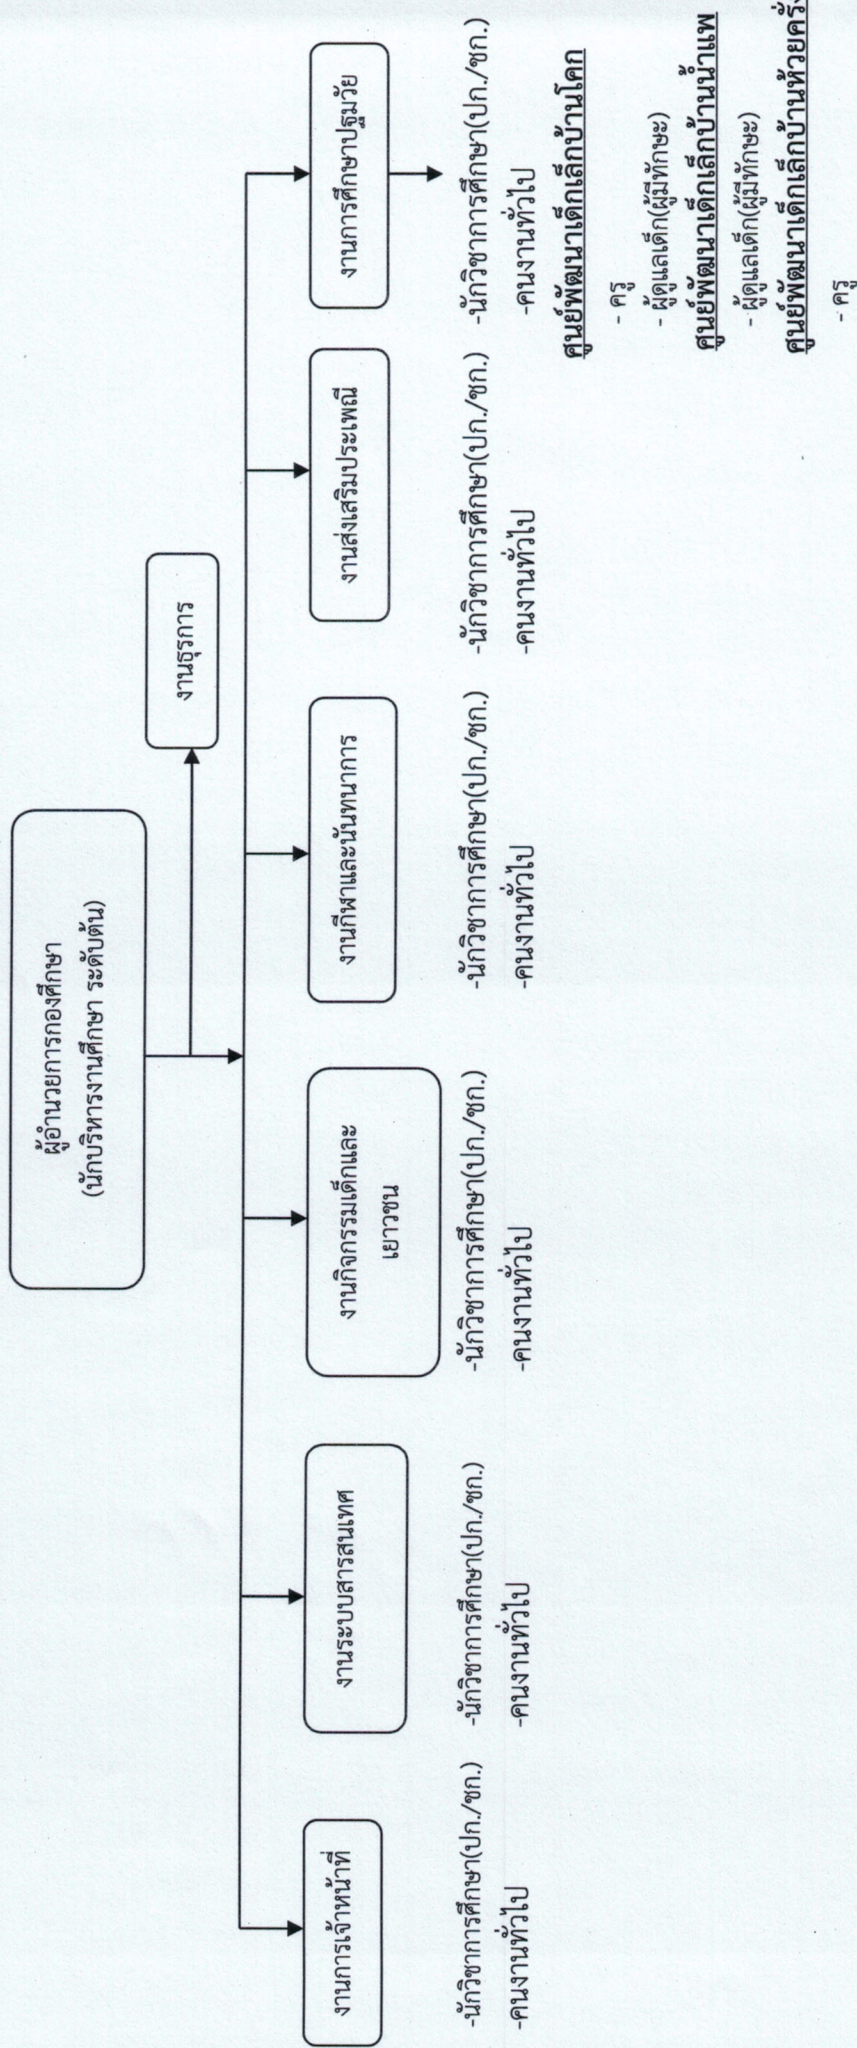 ผู้อำนวยการกองศึกษา
(นักบริหารงานศึกษา ระดับต้น)
งานธุรการ
งานการเจ้าหน้าที่
-นักวิชาการศึกษา(ปก./ชก.)
-คนงานทั่วไป
งานระบบสารสนเทศ
-นักวิชาการศึกษา(ปก./ชก.)
-คนงานทั่วไป
งานกิจกรรมเด็กและ
เยาวชน
-นักวิชาการศึกษา(ปก./ชก.)
-คนงานทั่วไป
งานกีฬาและนันทนาการ
-นักวิชาการศึกษา(ปก./ชก.)
-คนงานทั่วไป
งานส่งเสริมประเพณี
-นักวิชาการศึกษา(ปก./ชก.)
-คนงานทั่วไป
งานการศึกษาปฐมวัย
-นักวิชาการศึกษา(ปก./ชก.)
-คนงานทั่วไป
ศูนย์พัฒนาเด็กเล็กบ้านโคก
- ครู
- ผู้ดูแลเด็ก(ผู้มีทักษะ)
ศูนย์พัฒนาเด็กเล็กบ้านน้ำแพ
- ผู้ดูแลเด็ก(ผู้มีทักษะ)
- ครู